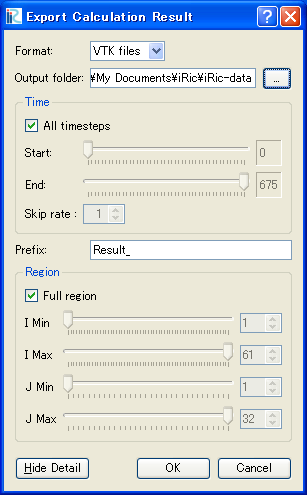 iRIC Export Calculation Result ?
Format: VTK files
Output folder: ¥My Documents¥iRic¥iRic-data ...
Time
All timesteps
Start: 0
End: 675
Skip rate : 1
Prefix: Result_
Region
Full region
I Min 1
I Max 61
J Min 1
J Max 32
Hide Detail OK Cancel